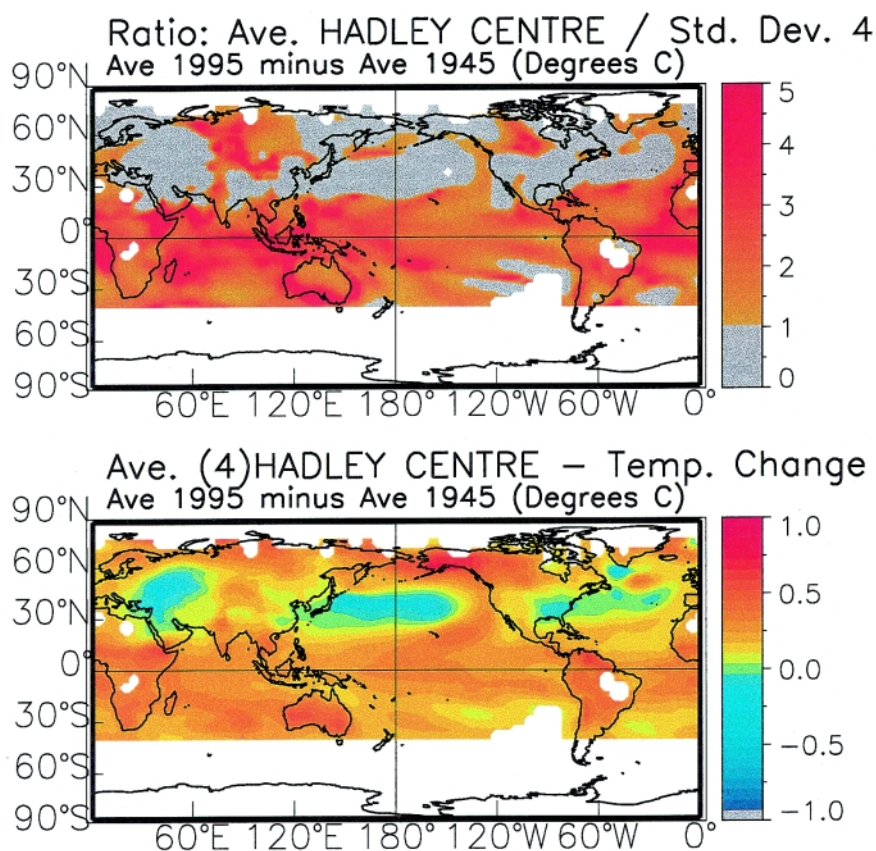 Ratio: Ave. HADLEY CENTRE / Std. Dev. 4
Ave 1995 minus Ave 1945 (Degrees C)
90°N
60°N
30°N
0°
30°S
60°S
90°S
60°E 120°E 180° 120°W 60°W 0°
5
4
3
2
1
0
Ave. (4)HADLEY CENTRE – Temp. Change
Ave 1995 minus Ave 1945 (Degrees C)
90°N
60°N
30°N
0°
30°S
60°S
90°S
60°E 120°E 180° 120°W 60°W 0°
1.0
0.5
0.0
−0.5
−1.0